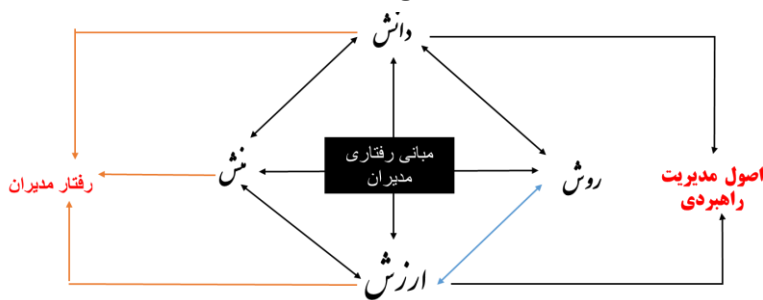 دانش
مبانی رفتاری
مدیران
روش
منش
اصول مدیریت
راهبردی
رفتار مدیران
ارزش